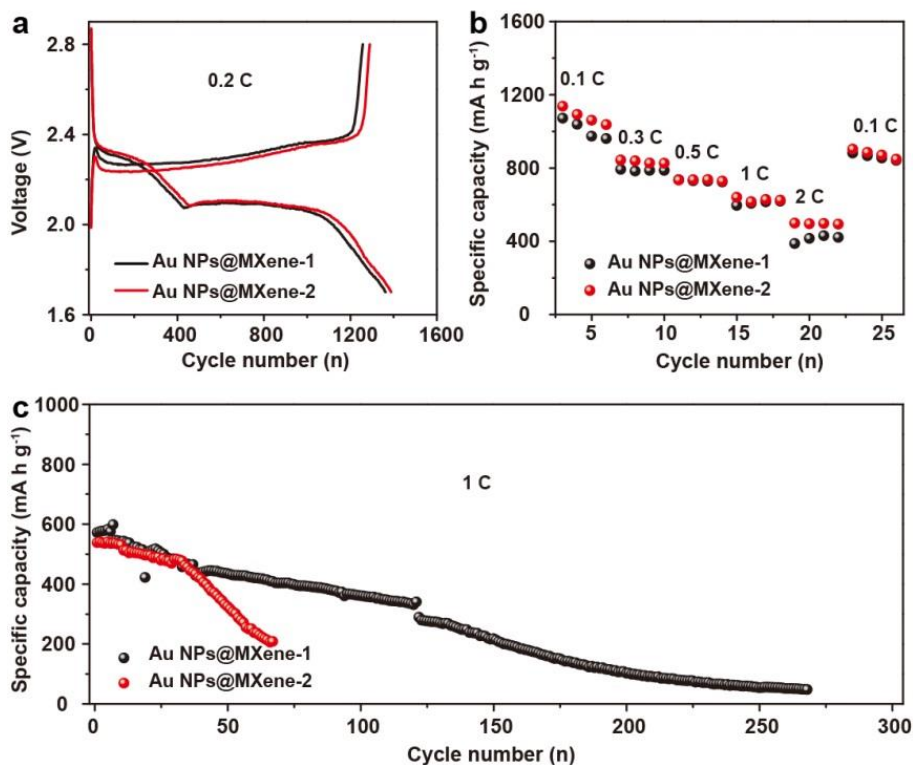 a
0.2 C
Voltage (V)
2.8
2.4
2.0
1.6
Au NPs@MXene-1
Au NPs@MXene-2
0 400 800 1200 1600
Cycle number (n)
b
Specific capacity (mA h g⁻¹)
1600
1200
800
400
0
0.1 C
0.3 C
0.5 C
1 C
2 C
0.1 C
Au NPs@MXene-1
Au NPs@MXene-2
5 10 15 20 25
Cycle number (n)
c
Specific capacity (mA h g⁻¹)
1000
800
600
400
200
0
1 C
Au NPs@MXene-1
Au NPs@MXene-2
0 50 100 150 200 250 300
Cycle number (n)